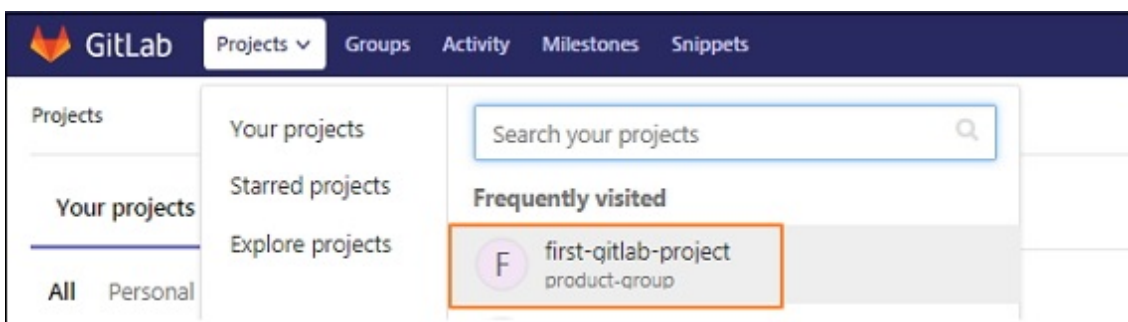 GitLab Projects Groups Activity Milestones Snippets
Projects
Your projects
All Personal
Your projects
Starred projects
Explore projects
Search your projects
Frequently visited
F
first-gitlab-project
product-group